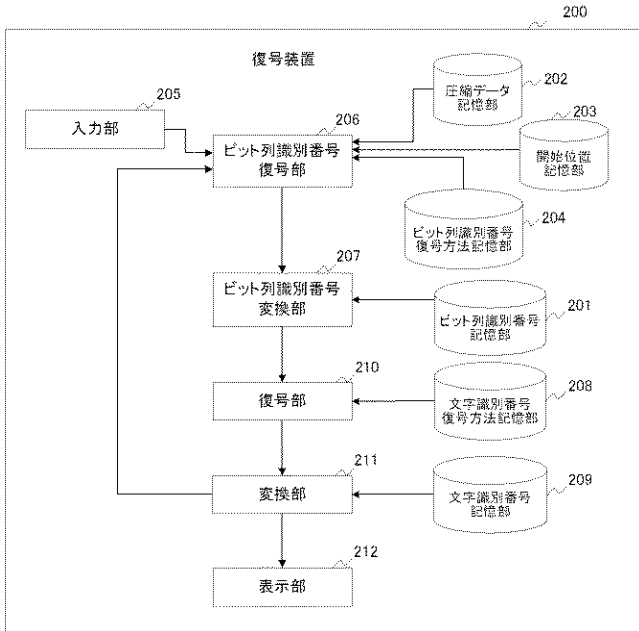 200
復号装置
205
入力部
206
ビット列識別番号
復号部
圧縮データ
記憶部
202
203
開始位置
記憶部
ビット列識別番号
復号方法記憶部
204
207
ビット列識別番号
変換部
ビット列識別番号
記憶部
201
210
復号部
文字識別番号
復号方法記憶部
208
211
変換部
文字識別番号
記憶部
209
212
表示部